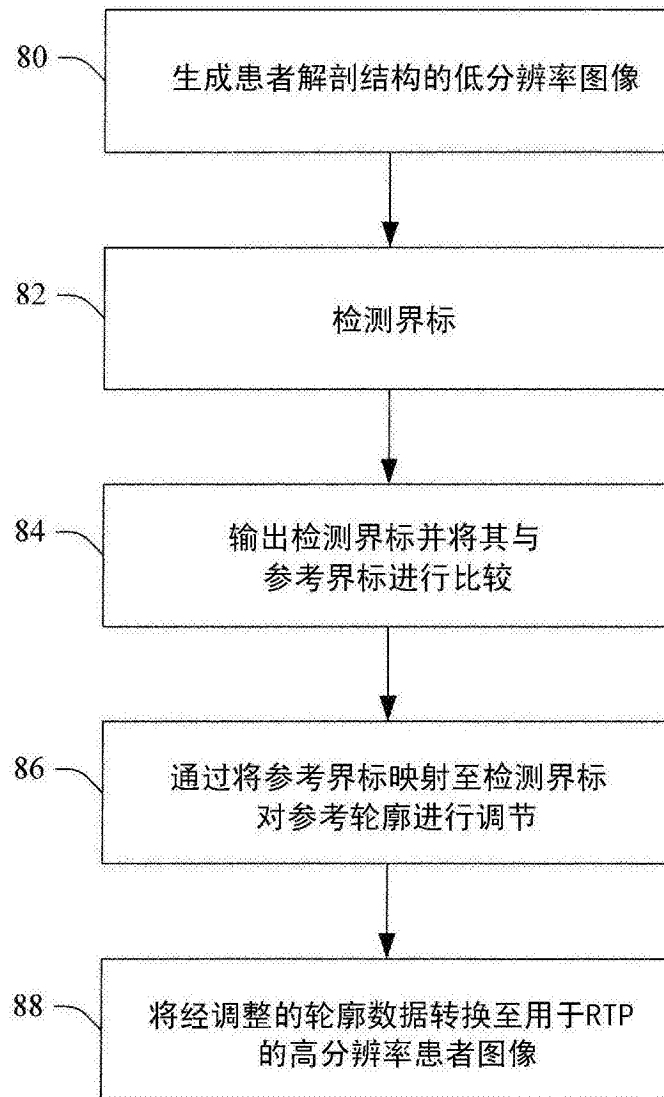 80
生成患者解剖结构的低分辨率图像
82
检测界标
84
输出检测界标并将其与
参考界标进行比较
86
通过将参考界标映射至检测界标
对参考轮廓进行调节
88
将经调整的轮廓数据转换至用于RTP
的高分辨率患者图像